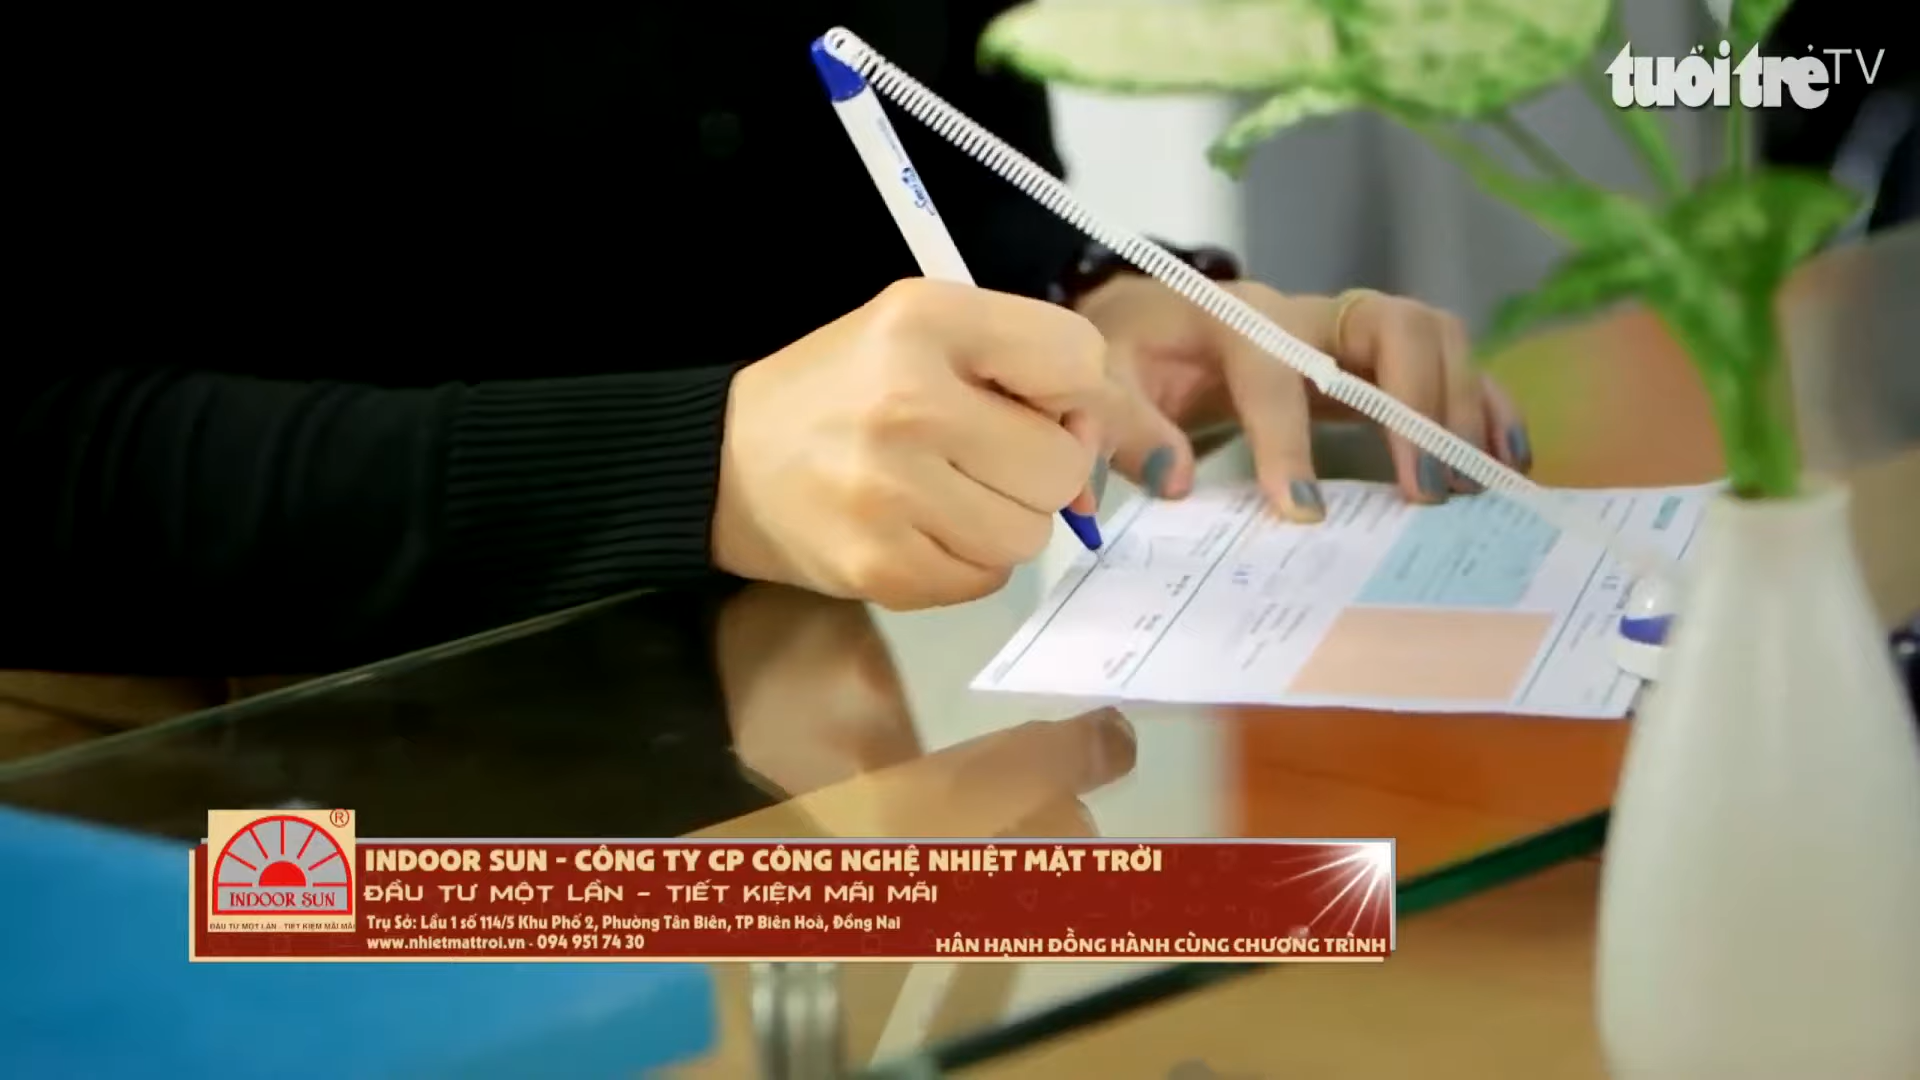 tuổi trẻ TV
®
INDOOR SUN
ĐẦU TƯ MỘT LẦN - TIẾT KIỆM MÃI MÃI
INDOOR SUN - CÔNG TY CP CÔNG NGHỆ NHIỆT MẶT TRỜI
ĐẦU TƯ MỘT LẦN - TIẾT KIỆM MÃI MÃI
Trụ Sở: Lầu 1 số 114/5 Khu Phố 2, Phường Tân Biên, TP Biên Hoà, Đồng Nai
www.nhietmattroi.vn - 094 951 74 30
HÂN HẠNH ĐỒNG HÀNH CÙNG CHƯƠNG TRÌNH